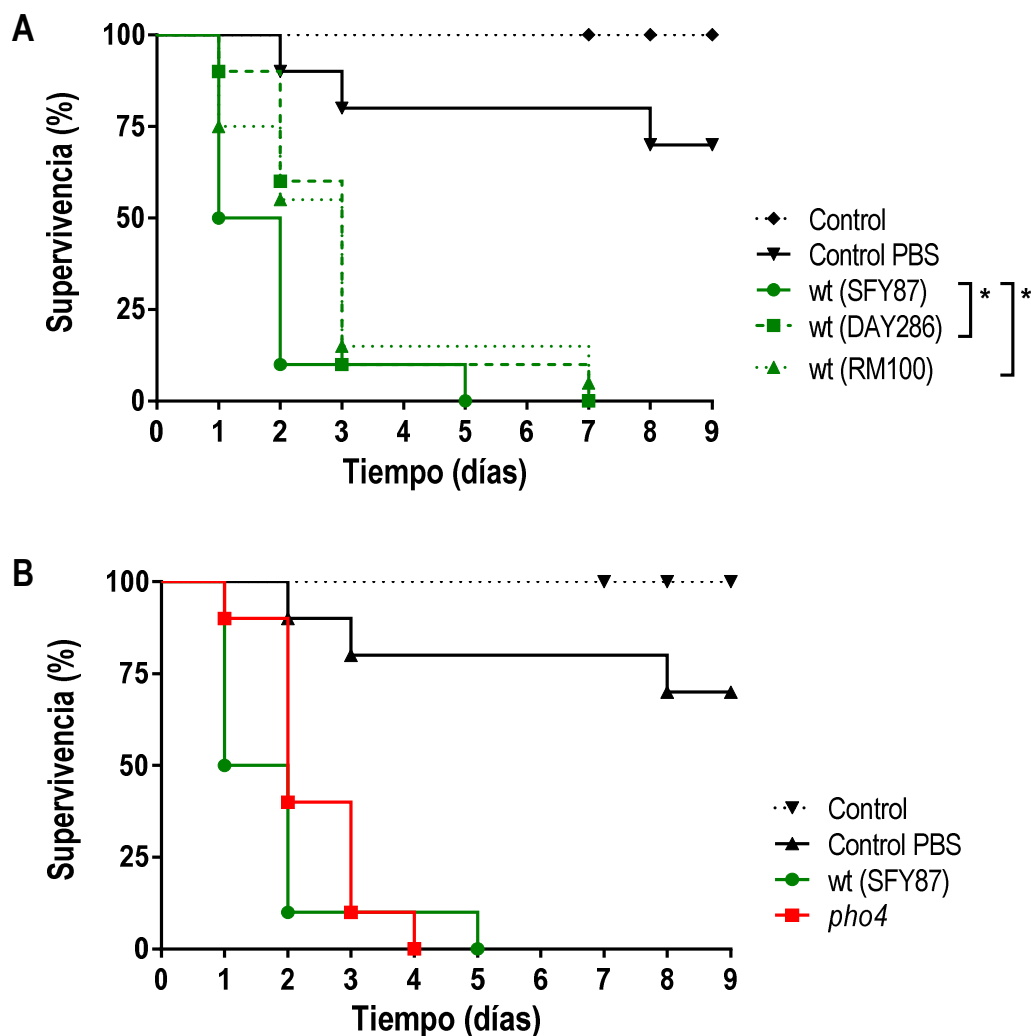 A
Supervivencia (%)
100
75
50
25
0
0 1 2 3 4 5 6 7 8 9
Tiempo (días)
Control
Control PBS
wt (SFY87)
wt (DAY286)
wt (RM100)
*
*
B
Supervivencia (%)
100
75
50
25
0
0 1 2 3 4 5 6 7 8 9
Tiempo (días)
Control
Control PBS
wt (SFY87)
pho4